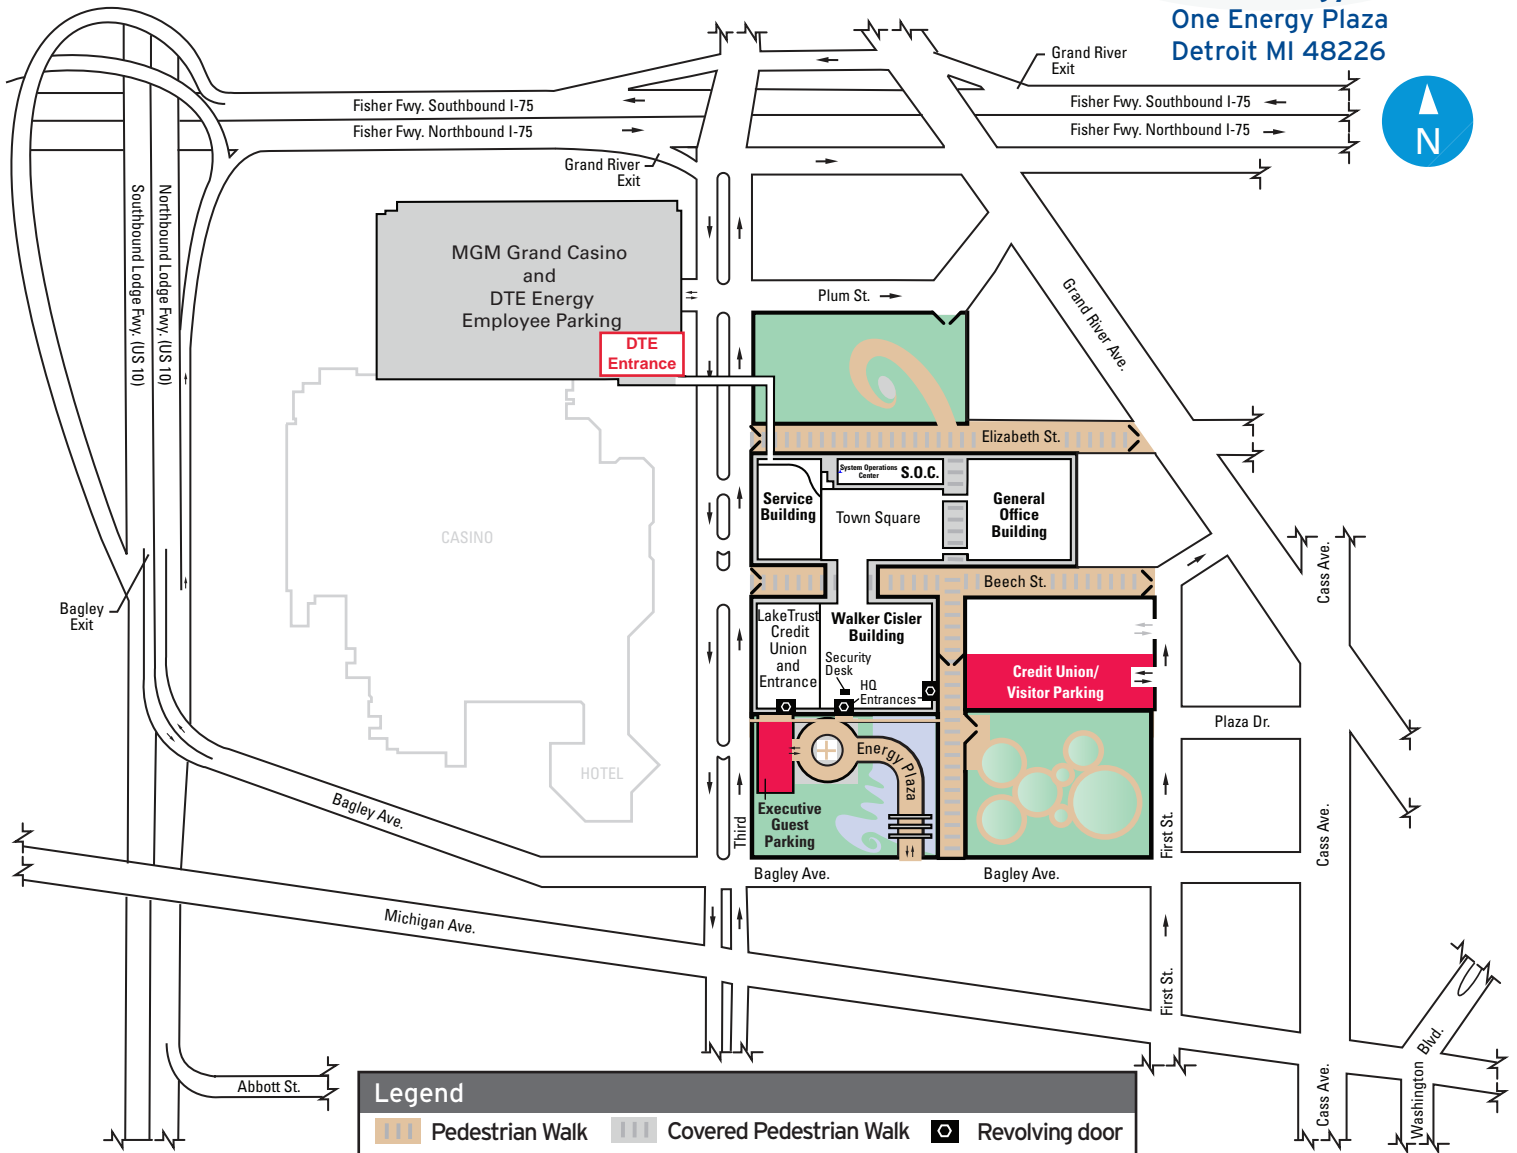 One Energy Plaza
Detroit MI 48226
N
Grand River
Exit
Fisher Fwy. Southbound I-75
Fisher Fwy. Northbound I-75
Fisher Fwy. Southbound I-75
Fisher Fwy. Northbound I-75
Grand River
Exit
Southbound Lodge Fwy. (US 10)
Northbound Lodge Fwy. (US 10)
MGM Grand Casino
and
DTE Energy
Employee Parking
DTE
Entrance
Plum St.
Grand River Ave.
Elizabeth St.
System Operations
Center
S.O.C.
Service
Building
Town Square
General
Office
Building
CASINO
Beech St.
Cass Ave.
Bagley
Exit
Lake Trust
Credit
Union
and
Entrance
Walker Cisler
Building
Security
Desk
HQ
Entrances
Credit Union/
Visitor Parking
Plaza Dr.
Energy Plaza
HOTEL
Executive
Guest
Parking
Third
First St.
Cass Ave.
Bagley Ave.
Bagley Ave.
Bagley Ave.
Michigan Ave.
First St.
Abbott St.
Cass Ave.
Washington Blvd.
Legend
Pedestrian Walk
Covered Pedestrian Walk
Revolving door